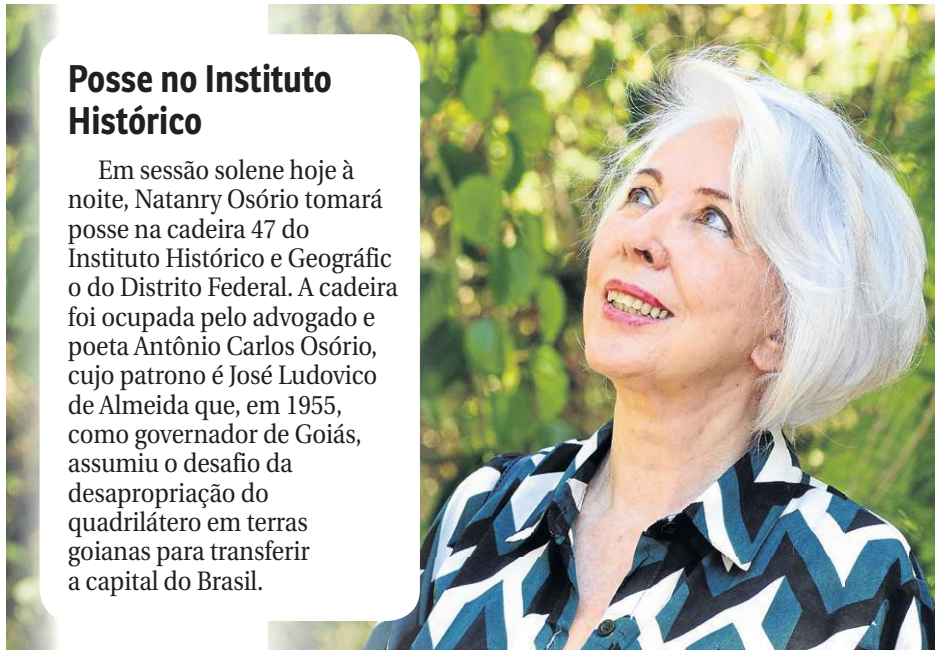 Posse no Instituto
Histórico
Em sessão solene hoje à
noite, Natanry Osório tomará
posse na cadeira 47 do
Instituto Histórico e Geográfic
o do Distrito Federal. A cadeira
foi ocupada pelo advogado e
poeta Antônio Carlos Osório,
cujo patrono é José Ludovico
de Almeida que, em 1955,
como governador de Goiás,
assumiu o desafio da
desapropriação do
quadrilátero em terras
goianas para transferir
a capital do Brasil.